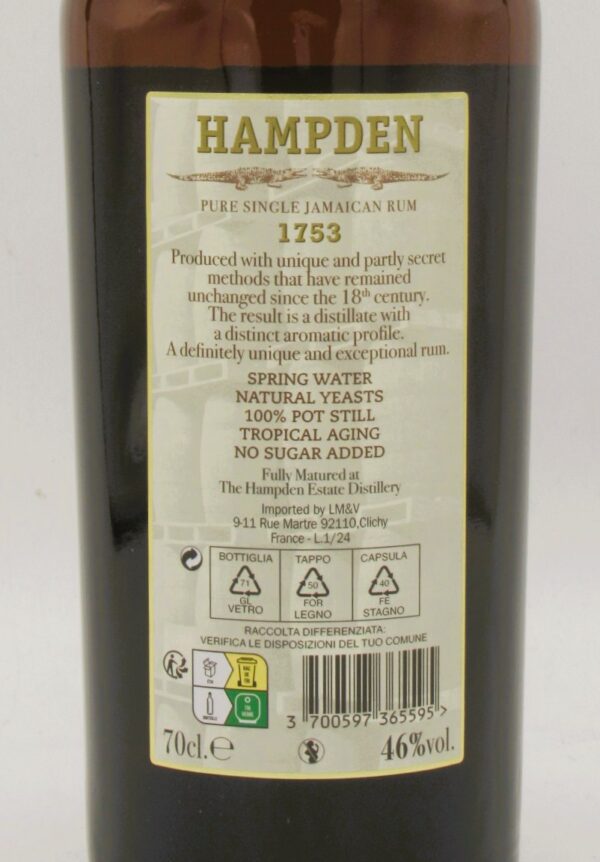 HAMPDEN
PURE SINGLE JAMAICAN RUM
1753
Produced with unique and partly secret
methods that have remained
unchanged since the 18th century.
The result is a distillate with
a distinct aromatic profile.
A definitely unique and exceptional rum.
SPRING WATER
NATURAL YEASTS
100% POT STILL
TROPICAL AGING
NO SUGAR ADDED
Fully Matured at
The Hampden Estate Distillery
Imported by LM&V
9-11 Rue Martre 92110,Clichy
France - L.1/24
BOTTIGLIA TAPPO CAPSULA
71 50 40
GL FOR FE
VETRO LEGNO STAGNO
RACCOLTA DIFFERENZIATA:
VERIFICA LE DISPOSIZIONI DEL TUO COMUNE
3 700597 365595 >
70cl. e 46%vol.